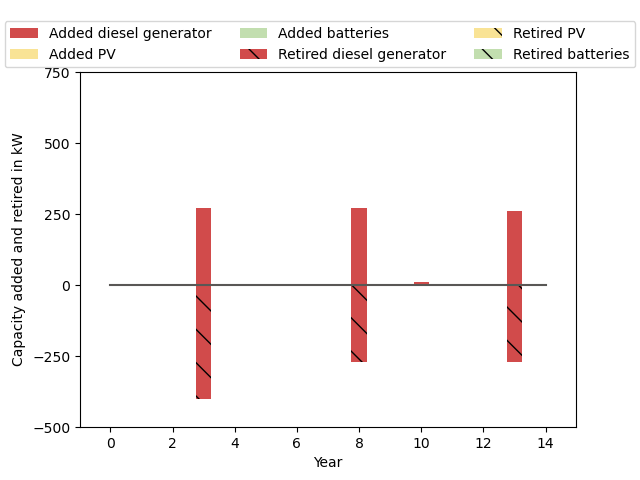 Added diesel generator
Added PV
Added batteries
Retired diesel generator
Retired PV
Retired batteries
750
500
250
0
−250
−500
Capacity added and retired in kW
0 2 4 6 8 10 12 14
Year